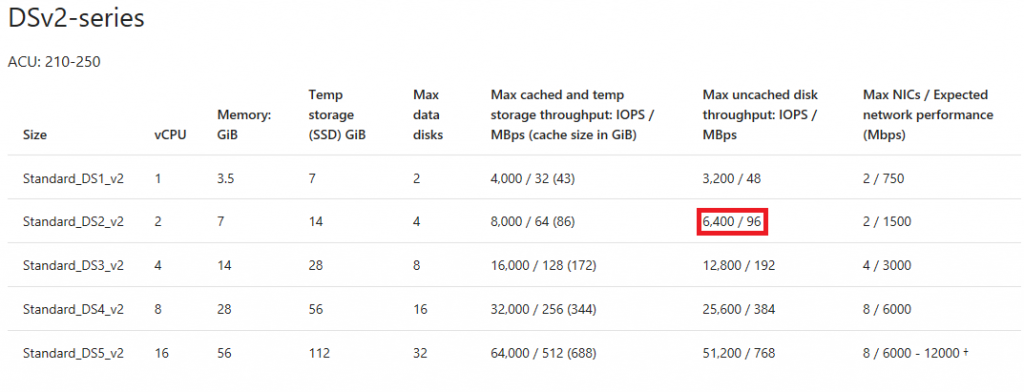 DSv2-series
ACU: 210-250
Size vCPU Memory: GiB Temp storage (SSD) GiB Max data disks Max cached and temp storage throughput: IOPS / MBps (cache size in GiB) Max uncached disk throughput: IOPS / MBps Max NICs / Expected network performance (Mbps)
Standard_DS1_v2 1 3.5 7 2 4,000 / 32 (43) 3,200 / 48 2 / 750
Standard_DS2_v2 2 7 14 4 8,000 / 64 (86) 6,400 / 96 2 / 1500
Standard_DS3_v2 4 14 28 8 16,000 / 128 (172) 12,800 / 192 4 / 3000
Standard_DS4_v2 8 28 56 16 32,000 / 256 (344) 25,600 / 384 8 / 6000
Standard_DS5_v2 16 56 112 32 64,000 / 512 (688) 51,200 / 768 8 / 6000 - 12000 †